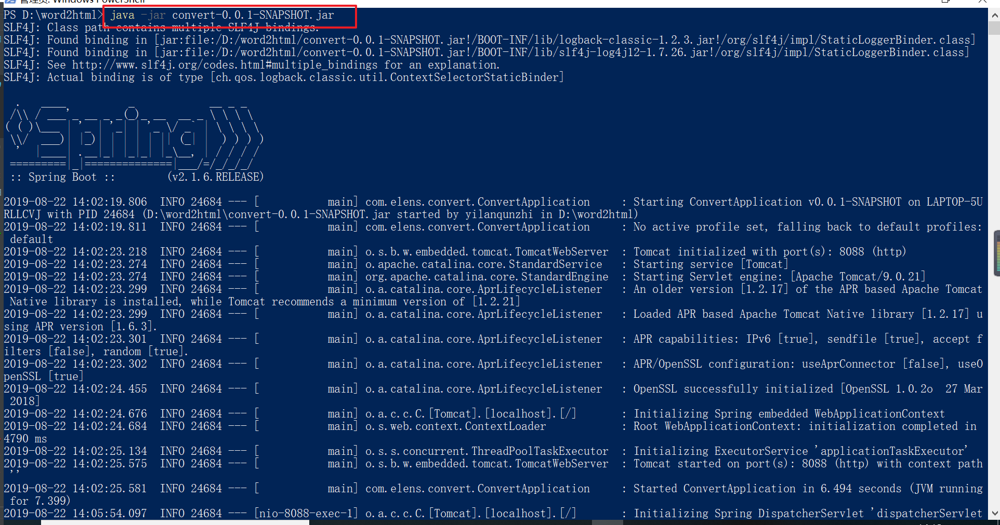 管理员: Windows PowerShell
PS D:\word2html> java -jar convert-0.0.1-SNAPSHOT.jar
SLF4J: Class path contains multiple SLF4J bindings.
SLF4J: Found binding in [jar:file:/D:/word2html/convert-0.0.1-SNAPSHOT.jar!/BOOT-INF/lib/logback-classic-1.2.3.jar!/org/slf4j/impl/StaticLoggerBinder.class]
SLF4J: Found binding in [jar:file:/D:/word2html/convert-0.0.1-SNAPSHOT.jar!/BOOT-INF/lib/slf4j-log4j12-1.7.26.jar!/org/slf4j/impl/StaticLoggerBinder.class]
SLF4J: See http://www.slf4j.org/codes.html#multiple_bindings for an explanation.
SLF4J: Actual binding is of type [ch.qos.logback.classic.util.ContextSelectorStaticBinder]
Spring
:: Spring Boot ::        (v2.1.6.RELEASE)
2019-08-22 14:02:19.806  INFO 24684 --- [           main] com.elens.convert.ConvertApplication     : Starting ConvertApplication v0.0.1-SNAPSHOT on LAPTOP-5U
RLLCVJ with PID 24684 (D:\word2html\convert-0.0.1-SNAPSHOT.jar started by yilanqunzhi in D:\word2html)
2019-08-22 14:02:19.811  INFO 24684 --- [           main] com.elens.convert.ConvertApplication     : No active profile set, falling back to default profiles:
 default
2019-08-22 14:02:23.218  INFO 24684 --- [           main] o.s.b.w.embedded.tomcat.TomcatWebServer  : Tomcat initialized with port(s): 8088 (http)
2019-08-22 14:02:23.274  INFO 24684 --- [           main] o.apache.catalina.core.StandardService   : Starting service [Tomcat]
2019-08-22 14:02:23.274  INFO 24684 --- [           main] org.apache.catalina.core.StandardEngine  : Starting Servlet engine: [Apache Tomcat/9.0.21]
2019-08-22 14:02:23.299  INFO 24684 --- [           main] o.a.catalina.core.AprLifecycleListener   : An older version [1.2.17] of the APR based Apache Tomcat
 Native library is installed, while Tomcat recommends a minimum version of [1.2.21]
2019-08-22 14:02:23.299  INFO 24684 --- [           main] o.a.catalina.core.AprLifecycleListener   : Loaded APR based Apache Tomcat Native library [1.2.17] u
sing APR version [1.6.3].
2019-08-22 14:02:23.301  INFO 24684 --- [           main] o.a.catalina.core.AprLifecycleListener   : APR capabilities: IPv6 [true], sendfile [true], accept f
ilters [false], random [true].
2019-08-22 14:02:23.302  INFO 24684 --- [           main] o.a.catalina.core.AprLifecycleListener   : APR/OpenSSL configuration: useAprConnector [false], useO
penSSL [true]
2019-08-22 14:02:24.455  INFO 24684 --- [           main] o.a.catalina.core.AprLifecycleListener   : OpenSSL successfully initialized [OpenSSL 1.0.2o  27 Mar
 2018]
2019-08-22 14:02:24.676  INFO 24684 --- [           main] o.a.c.c.C.[Tomcat].[localhost].[/]       : Initializing Spring embedded WebApplicationContext
2019-08-22 14:02:24.684  INFO 24684 --- [           main] o.s.web.context.ContextLoader            : Root WebApplicationContext: initialization completed in
4790 ms
2019-08-22 14:02:25.134  INFO 24684 --- [           main] o.s.s.concurrent.ThreadPoolTaskExecutor  : Initializing ExecutorService 'applicationTaskExecutor'
2019-08-22 14:02:25.575  INFO 24684 --- [           main] o.s.b.w.embedded.tomcat.TomcatWebServer  : Tomcat started on port(s): 8088 (http) with context path
 ''
2019-08-22 14:02:25.581  INFO 24684 --- [           main] com.elens.convert.ConvertApplication     : Started ConvertApplication in 6.494 seconds (JVM running
 for 7.399)
2019-08-22 14:05:54.097  INFO 24684 --- [nio-8088-exec-1] o.a.c.c.C.[Tomcat].[localhost].[/]       : Initializing Spring DispatcherServlet 'dispatcherServlet